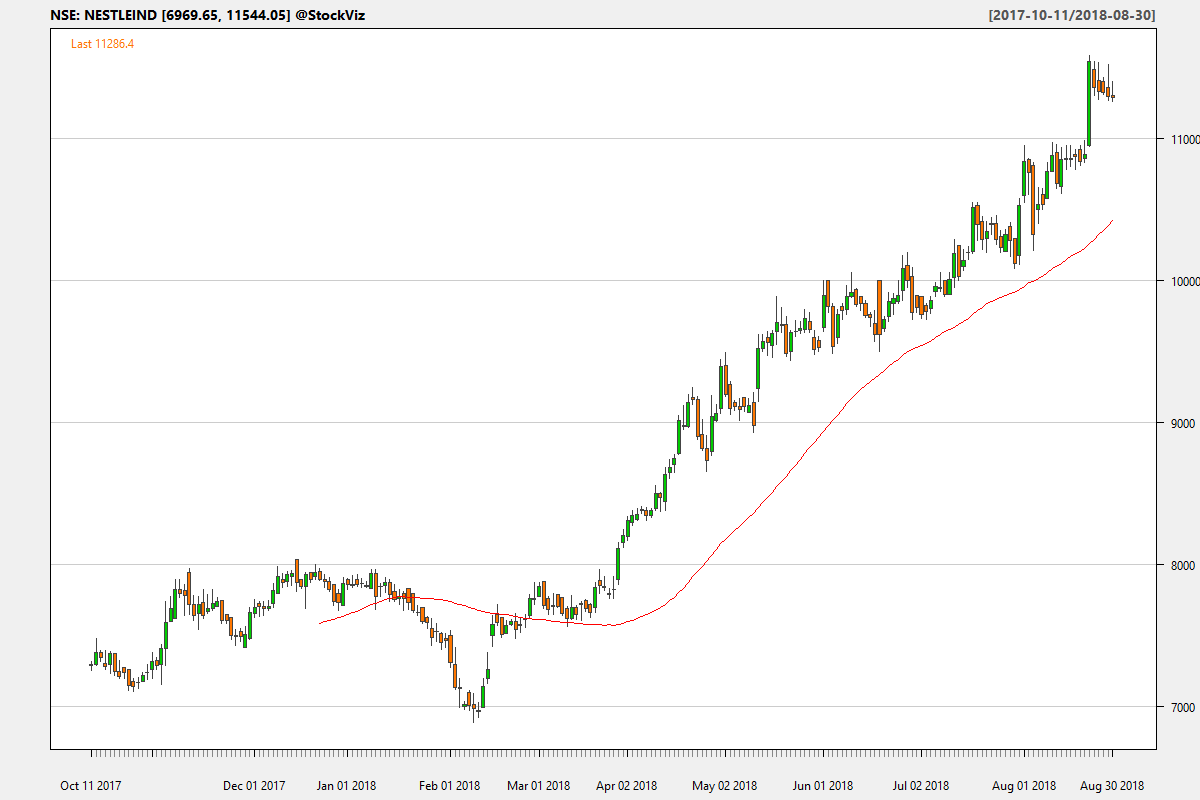 NSE: NESTLEIND [6969.65, 11544.05] @StockViz [2017-10-11/2018-08-30]
Last 11286.4
11000
10000
9000
8000
7000
Oct 11 2017 Dec 01 2017 Jan 01 2018 Feb 01 2018 Mar 01 2018 Apr 02 2018 May 02 2018 Jun 01 2018 Jul 02 2018 Aug 01 2018 Aug 30 2018